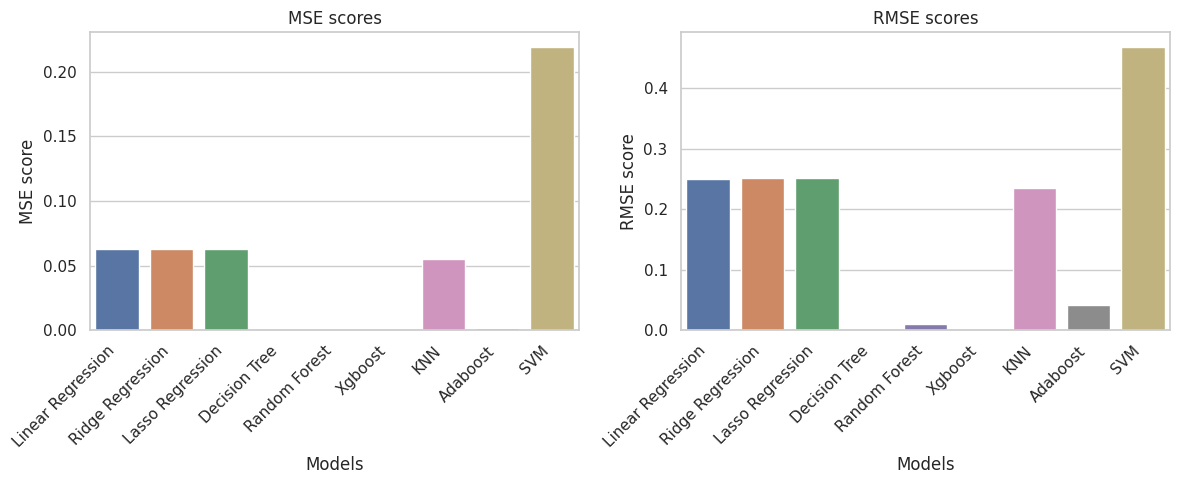 MSE scores
MSE score
0.20
0.15
0.10
0.05
0.00
Linear Regression
Ridge Regression
Lasso Regression
Decision Tree
Random Forest
Xgboost
KNN
Adaboost
SVM
Models
RMSE scores
RMSE score
0.4
0.3
0.2
0.1
0.0
Linear Regression
Ridge Regression
Lasso Regression
Decision Tree
Random Forest
Xgboost
KNN
Adaboost
SVM
Models